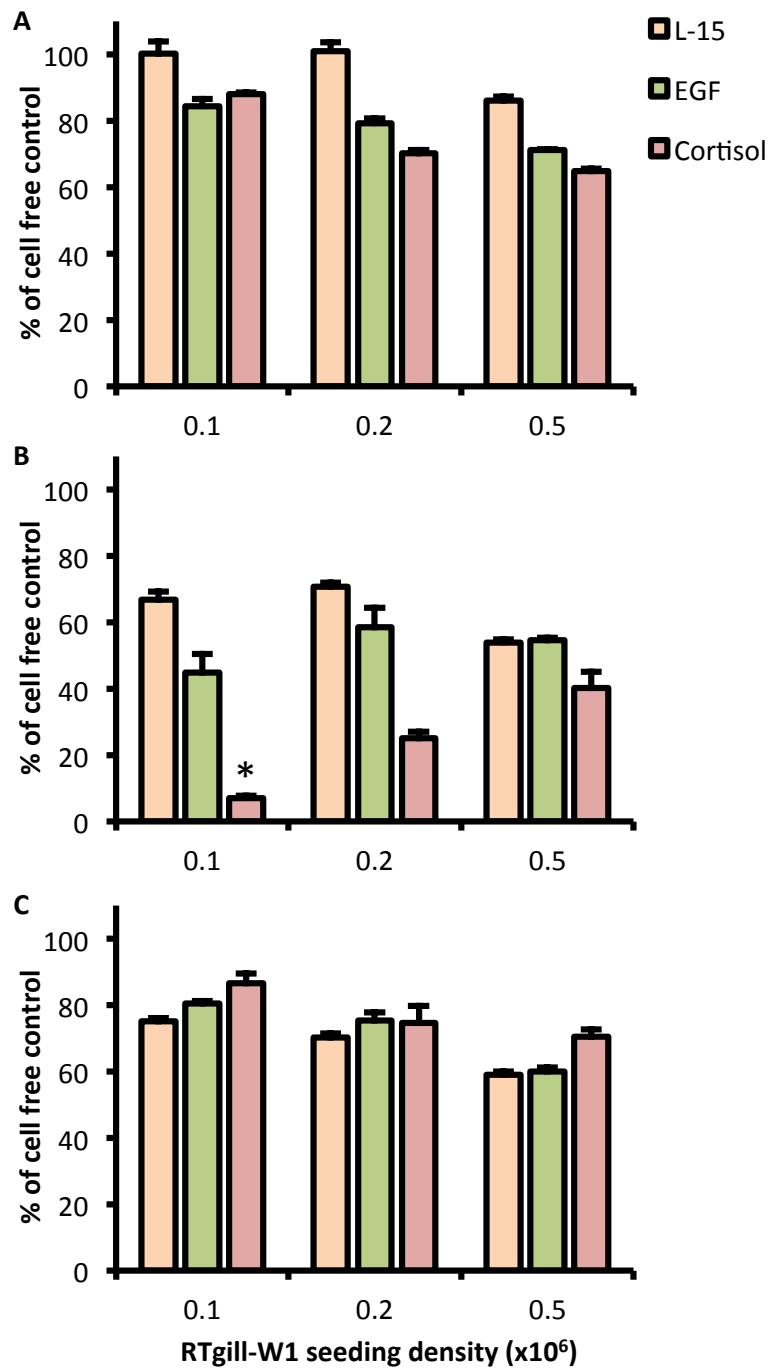 A
% of cell free control
100
80
60
40
20
0
0.1
0.2
0.5
L-15
EGF
Cortisol
B
% of cell free control
100
80
60
40
20
0
*
0.1
0.2
0.5
C
% of cell free control
100
80
60
40
20
0
0.1
0.2
0.5
RTgill-W1 seeding density (x10⁶)